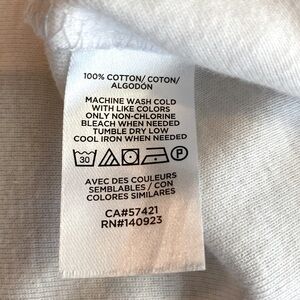 100% COTTON/ COTON/
ALGODÓN
MACHINE WASH COLD
WITH LIKE COLORS
ONLY NON-CHLORINE
BLEACH WHEN NEEDED
TUMBLE DRY LOW
COOL IRON WHEN NEEDED
30 P
AVEC DES COULEURS
SEMBLABLES / CON
COLORES SIMILARES
CA#57421
RN#140923